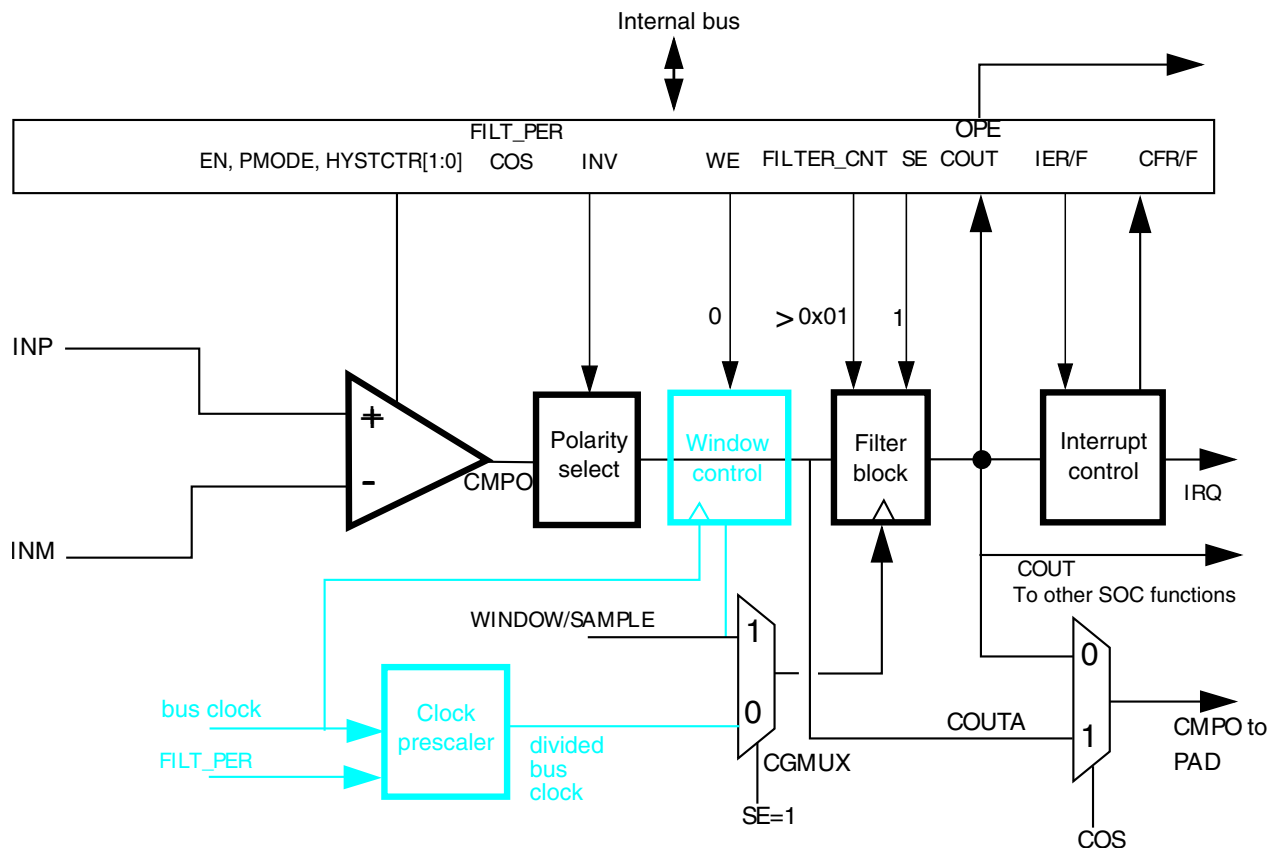 Internal bus
FILT_PER
OPE
EN, PMODE, HYSTCTR[1:0]
COS
INV
WE
FILTER_CNT
SE
COUT
IER/F
CFR/F
0
> 0x01
1
INP
INM
+
-
CMPO
Polarity
select
Window
control
Filter
block
Interrupt
control
IRQ
COUT
To other SOC functions
WINDOW/SAMPLE
1
0
CGMUX
SE=1
bus clock
FILT_PER
Clock
prescaler
divided
bus
clock
COUTA
0
1
CMPO to
PAD
COS